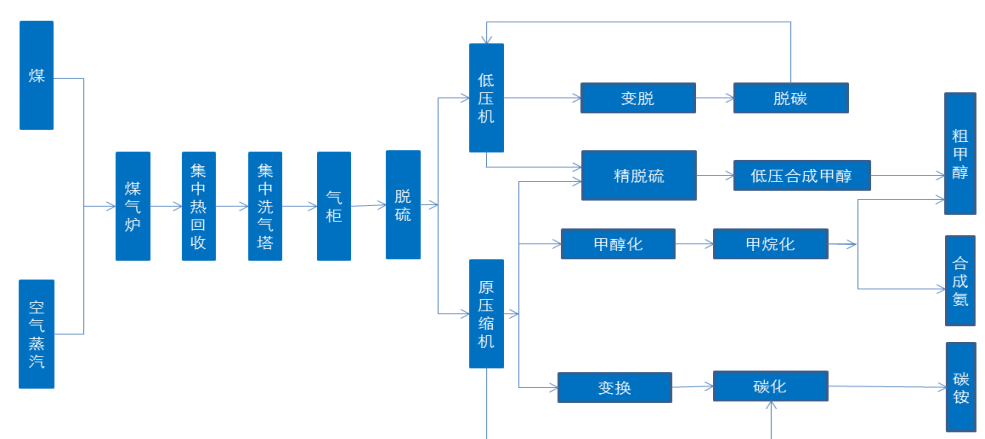 煤
空气蒸汽
煤气炉
集中热回收
集中洗气塔
气柜
脱硫
低压机
变脱
脱碳
精脱硫
低压合成甲醇
粗甲醇
原压缩机
甲醇化
甲烷化
合成氨
变换
碳化
碳铵